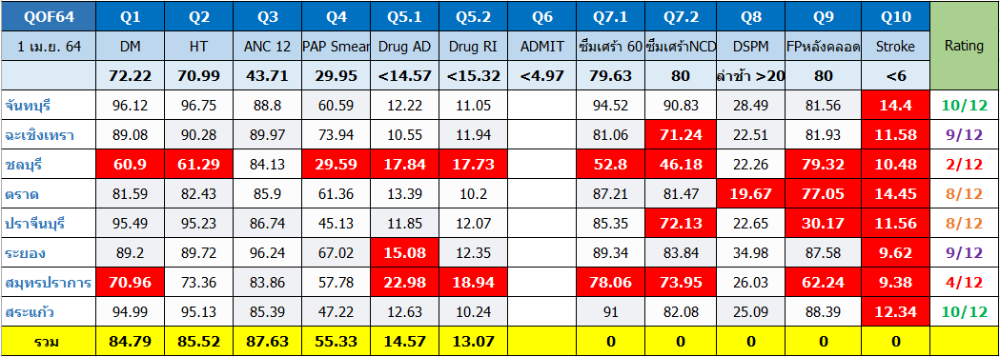 QOF64 Q1 Q2 Q3 Q4 Q5.1 Q5.2 Q6 Q7.1 Q7.2 Q8 Q9 Q10 Rating
1 เม.ย. 64 DM HT ANC 12 PAP Smear Drug AD Drug RI ADMIT ซึมเศร้า 60 ซึมเศร้าNCD DSPM FPหลังคลอด Stroke
72.22 70.99 43.71 29.95 <14.57 <15.32 <4.97 79.63 80 ล่าช้า >20 80 <6
จันทบุรี 96.12 96.75 88.8 60.59 12.22 11.05 94.52 90.83 28.49 81.56 14.4 10/12
ฉะเชิงเทรา 89.08 90.28 89.97 73.94 10.55 11.94 81.06 71.24 22.51 81.93 11.58 9/12
ชลบุรี 60.9 61.29 84.13 29.59 17.84 17.73 52.8 46.18 22.26 79.32 10.48 2/12
ตราด 81.59 82.43 85.9 61.36 13.39 10.2 87.21 81.47 19.67 77.05 14.45 8/12
ปราจีนบุรี 95.49 95.23 86.74 45.13 11.85 12.07 85.35 72.13 22.65 30.17 11.56 8/12
ระยอง 89.2 89.72 96.24 67.02 15.08 12.35 89.34 83.84 34.98 87.58 9.62 9/12
สมุทรปราการ 70.96 73.36 83.86 57.78 22.98 18.94 78.06 73.95 26.03 62.24 9.38 4/12
สระแก้ว 94.99 95.13 85.39 47.22 12.63 10.24 91 82.08 25.09 88.39 12.34 10/12
รวม 84.79 85.52 87.63 55.33 14.57 13.07 0 0 0 0 0